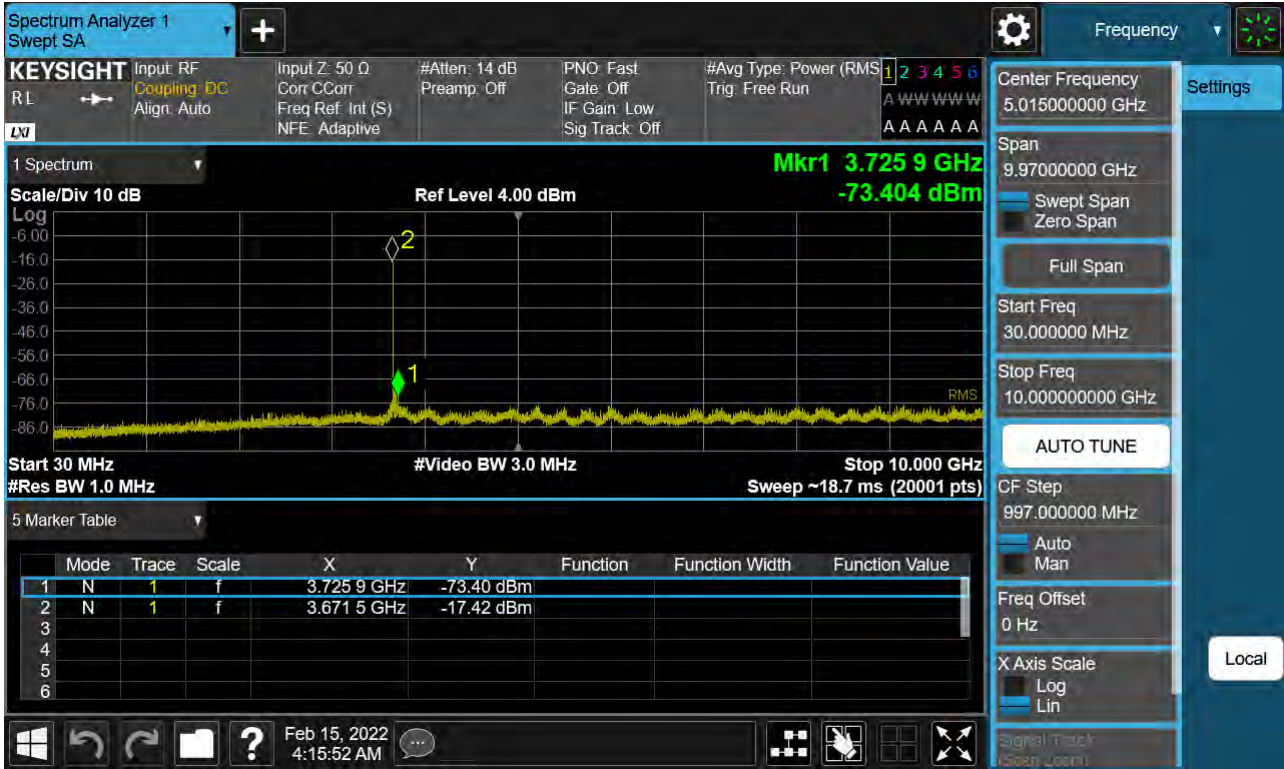 Spectrum Analyzer 1
Swept SA
+
Frequency
KEYSIGHT
RL
LXI
Input: RF
Coupling: DC
Align: Auto
Input Z: 50 Ω
Corr CCorr
Freq Ref: Int (S)
NFE: Adaptive
#Atten: 14 dB
Preamp: Off
PNO: Fast
Gate: Off
IF Gain: Low
Sig Track: Off
#Avg Type: Power (RMS
Trig: Free Run
1 2 3 4 5 6
A W W W W W
A A A A A A
1 Spectrum
Scale/Div 10 dB
Log
Ref Level 4.00 dBm
Mkr1 3.725 9 GHz
-73.404 dBm
-6.00
-16.0
-26.0
-36.0
-46.0
-56.0
-66.0
-76.0
-86.0
2
1
RMS
Start 30 MHz
#Res BW 1.0 MHz
#Video BW 3.0 MHz
Stop 10.000 GHz
Sweep ~18.7 ms (20001 pts)
5 Marker Table
Mode Trace Scale X Y Function Function Width Function Value
1 N 1 f 3.725 9 GHz -73.40 dBm
2 N 1 f 3.671 5 GHz -17.42 dBm
3
4
5
6
Center Frequency
5.015000000 GHz
Span
9.97000000 GHz
Swept Span
Zero Span
Full Span
Start Freq
30.000000 MHz
Stop Freq
10.000000000 GHz
AUTO TUNE
CF Step
997.000000 MHz
Auto
Man
Freq Offset
0 Hz
X Axis Scale
Log
Lin
Signal Track
(Span Zoom)
Settings
Local
?
Feb 15, 2022
4:15:52 AM